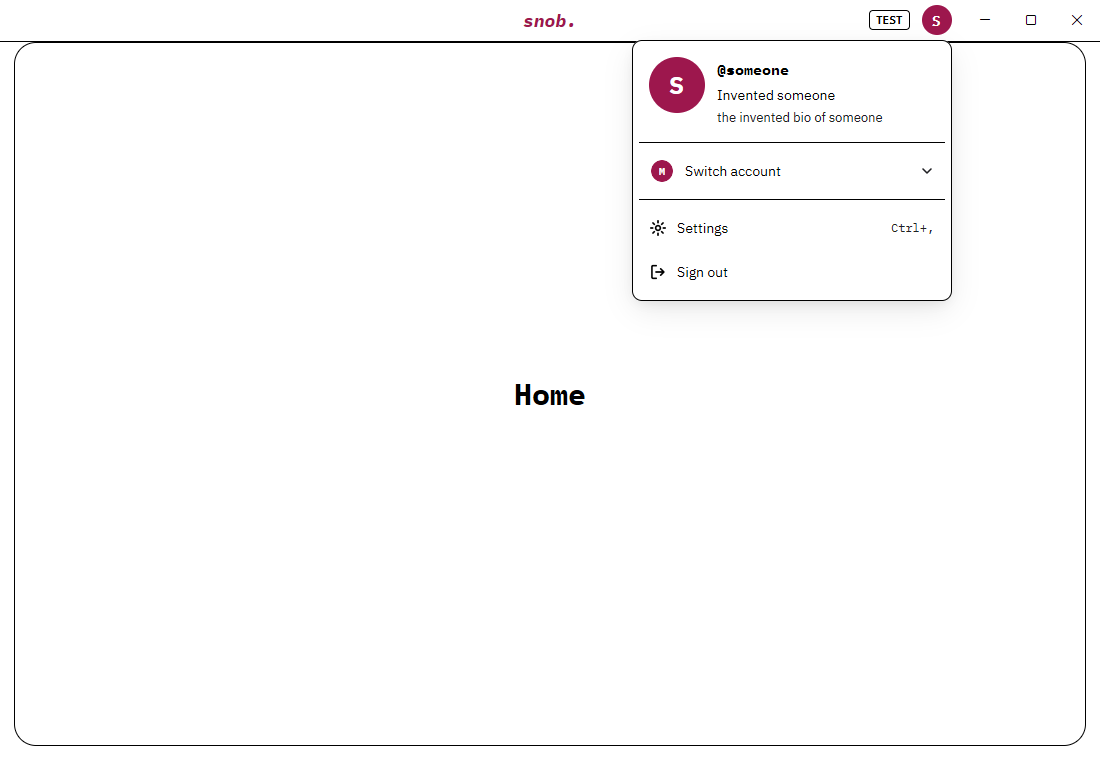 snob.
TEST
S
S
@someone
Invented someone
the invented bio of someone
M
Switch account
Settings
Ctrl+,
Sign out
Home